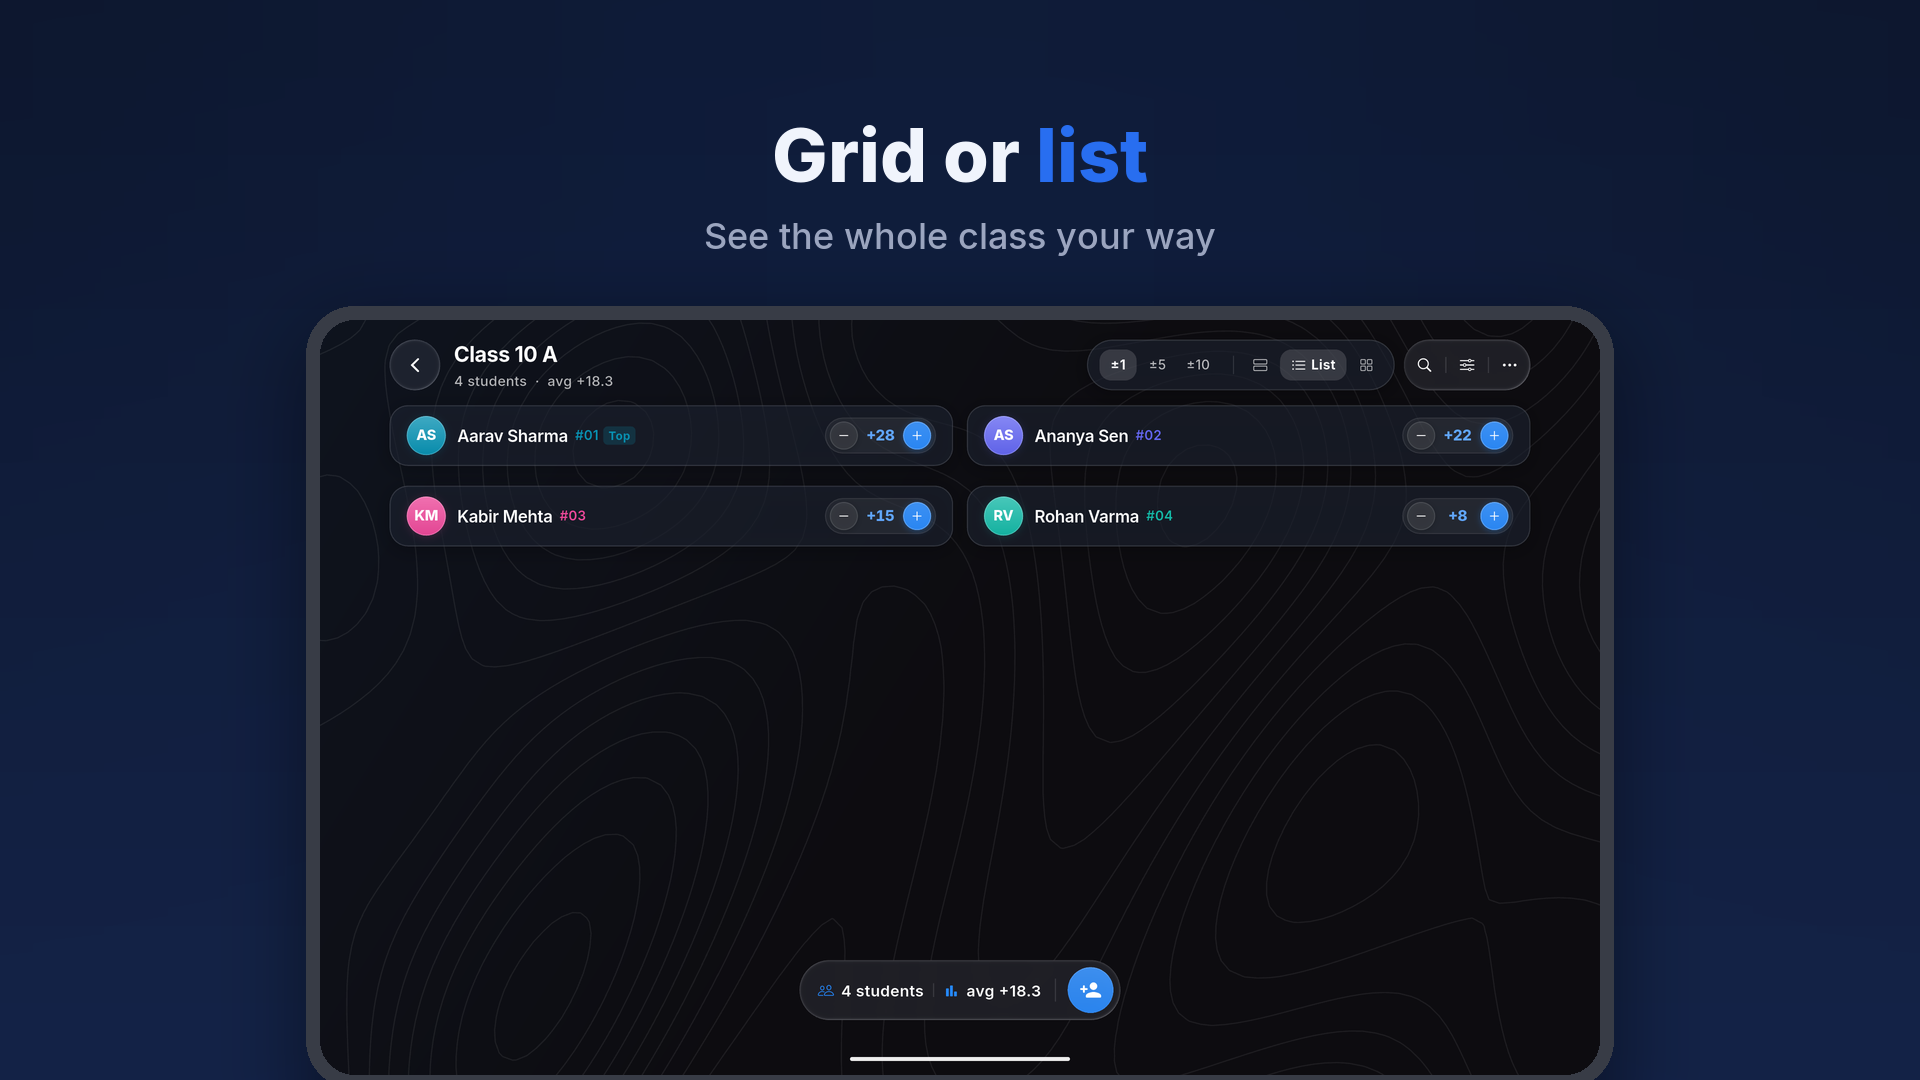 Grid or list
See the whole class your way
Class 10 A
4 students · avg +18.3
±1 ±5 ±10 List
AS Aarav Sharma #01 Top − +28 +
AS Ananya Sen #02 − +22 +
KM Kabir Mehta #03 − +15 +
RV Rohan Varma #04 − +8 +
4 students avg +18.3